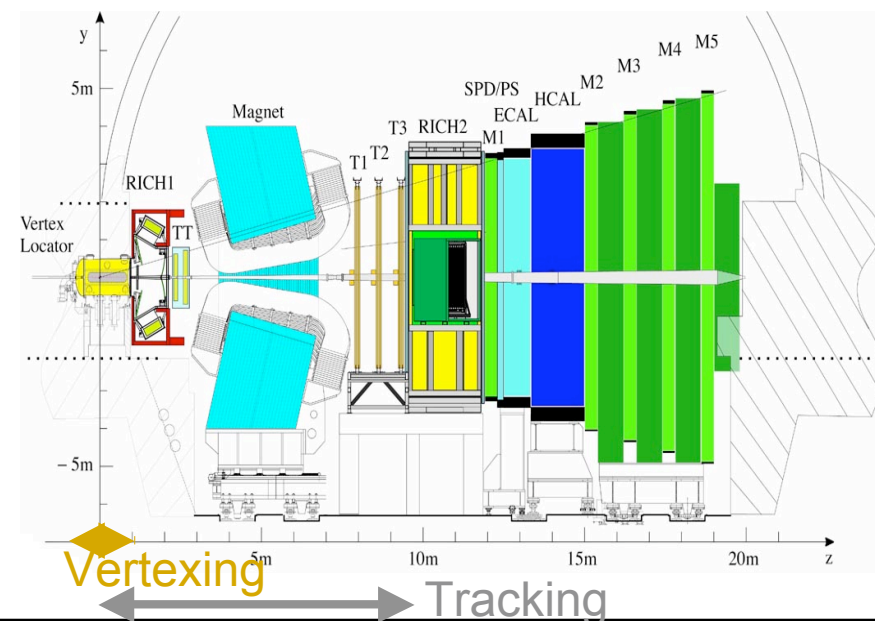 y
5m
Magnet
SPD/PS
ECAL
HCAL
M1
M2
M3
M4
M5
T1
T2
T3
RICH2
RICH1
TT
Vertex
Locator
− 5m
5m
10m
15m
20m
z
Vertexing
Tracking